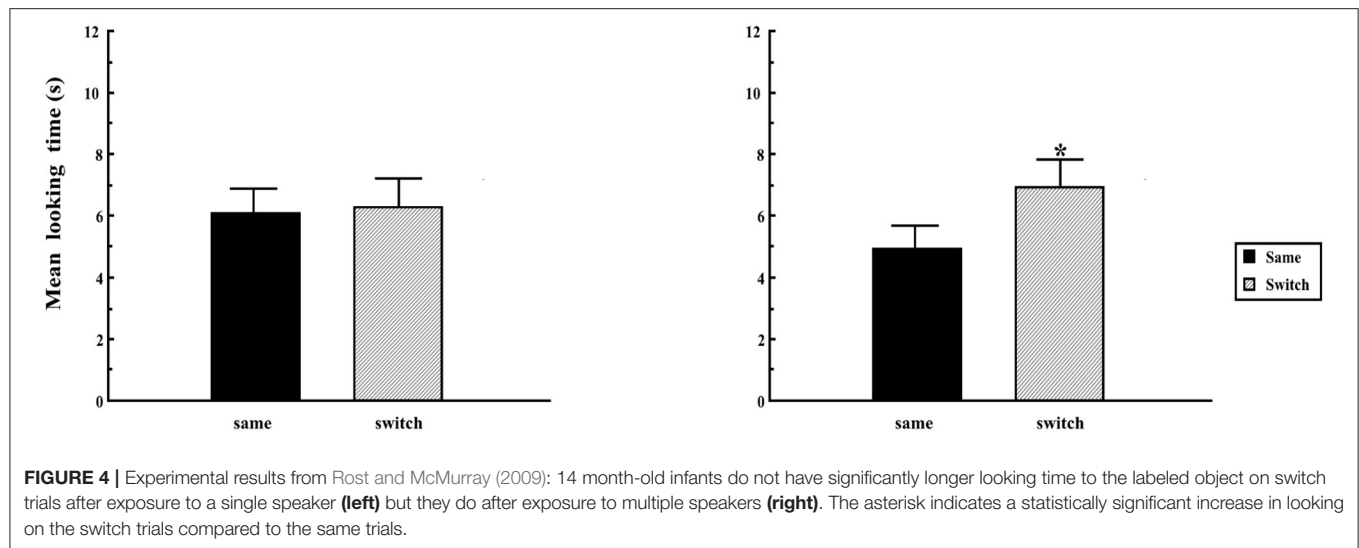 12
10
8
6
4
2
0
Mean looking time (s)
same
switch
12
10
8
6
4
2
0
*
same
switch
Same
Switch
FIGURE 4 | Experimental results from Rost and McMurray (2009): 14 month-old infants do not have significantly longer looking time to the labeled object on switch
trials after exposure to a single speaker (left) but they do after exposure to multiple speakers (right). The asterisk indicates a statistically significant increase in looking
on the switch trials compared to the same trials.